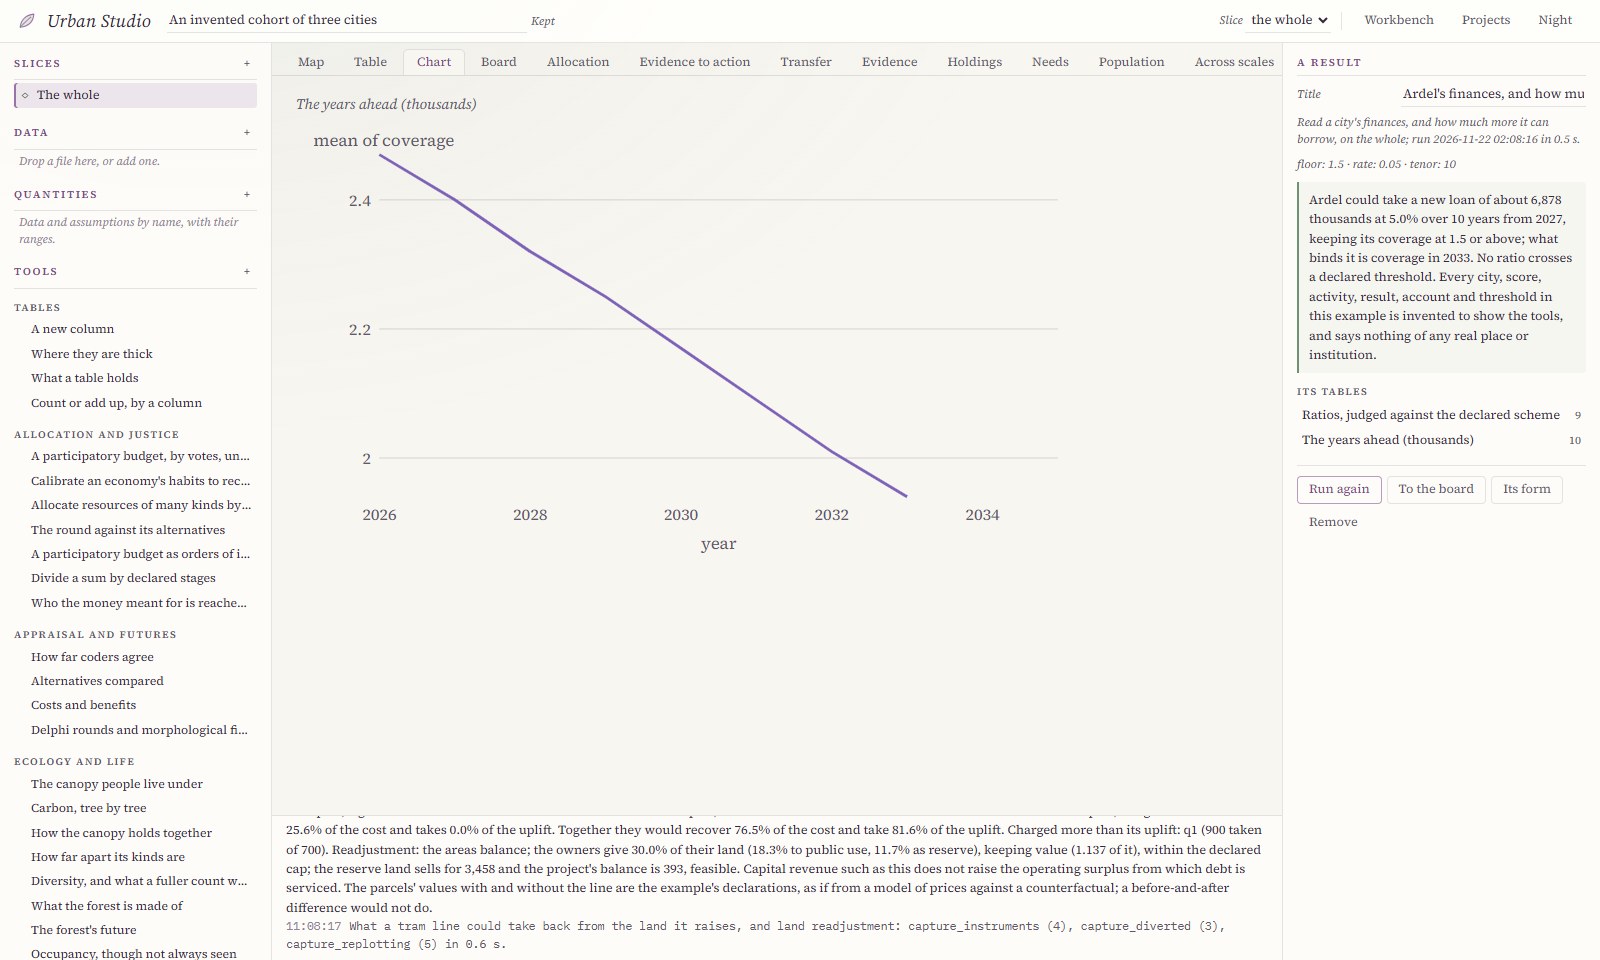 Urban Studio
An invented cohort of three cities
Kept
Slice the whole
Workbench
Projects
Night
SLICES +
The whole
DATA +
Drop a file here, or add one.
QUANTITIES +
Data and assumptions by name, with their
ranges.
TOOLS +
TABLES
A new column
Where they are thick
What a table holds
Count or add up, by a column
ALLOCATION AND JUSTICE
A participatory budget, by votes, un...
Calibrate an economy's habits to rec...
Allocate resources of many kinds by...
The round against its alternatives
A participatory budget as orders of i...
Divide a sum by declared stages
Who the money meant for is reache...
APPRAISAL AND FUTURES
How far coders agree
Alternatives compared
Costs and benefits
Delphi rounds and morphological fi...
ECOLOGY AND LIFE
The canopy people live under
Carbon, tree by tree
How the canopy holds together
How far apart its kinds are
Diversity, and what a fuller count w...
What the forest is made of
The forest's future
Occupancy, though not always seen
Map Table Chart Board Allocation Evidence to action Transfer Evidence Holdings Needs Population Across scales
The years ahead (thousands)
mean of coverage
2.4
2.2
2
2026 2028 2030 2032 2034
year
25.6% of the cost and takes 0.0% of the uplift. Together they would recover 76.5% of the cost and take 81.6% of the uplift. Charged more than its uplift: q1 (900 taken
of 700). Readjustment: the areas balance; the owners give 30.0% of their land (18.3% to public use, 11.7% as reserve), keeping value (1.137 of it), within the declared
cap; the reserve land sells for 3,458 and the project's balance is 393, feasible. Capital revenue such as this does not raise the operating surplus from which debt is
serviced. The parcels' values with and without the line are the example's declarations, as if from a model of prices against a counterfactual; a before-and-after
difference would not do.
11:08:17 What a tram line could take back from the land it raises, and land readjustment: capture_instruments (4), capture_diverted (3),
capture_replotting (5) in 0.6 s.
A RESULT
Title Ardel's finances, and how mu
Read a city's finances, and how much more it can
borrow, on the whole; run 2026-11-22 02:08:16 in 0.5 s.
floor: 1.5 · rate: 0.05 · tenor: 10
Ardel could take a new loan of about 6,878
thousands at 5.0% over 10 years from 2027,
keeping its coverage at 1.5 or above; what
binds it is coverage in 2033. No ratio crosses
a declared threshold. Every city, score,
activity, result, account and threshold in
this example is invented to show the tools,
and says nothing of any real place or
institution.
ITS TABLES
Ratios, judged against the declared scheme 9
The years ahead (thousands) 10
Run again To the board Its form
Remove